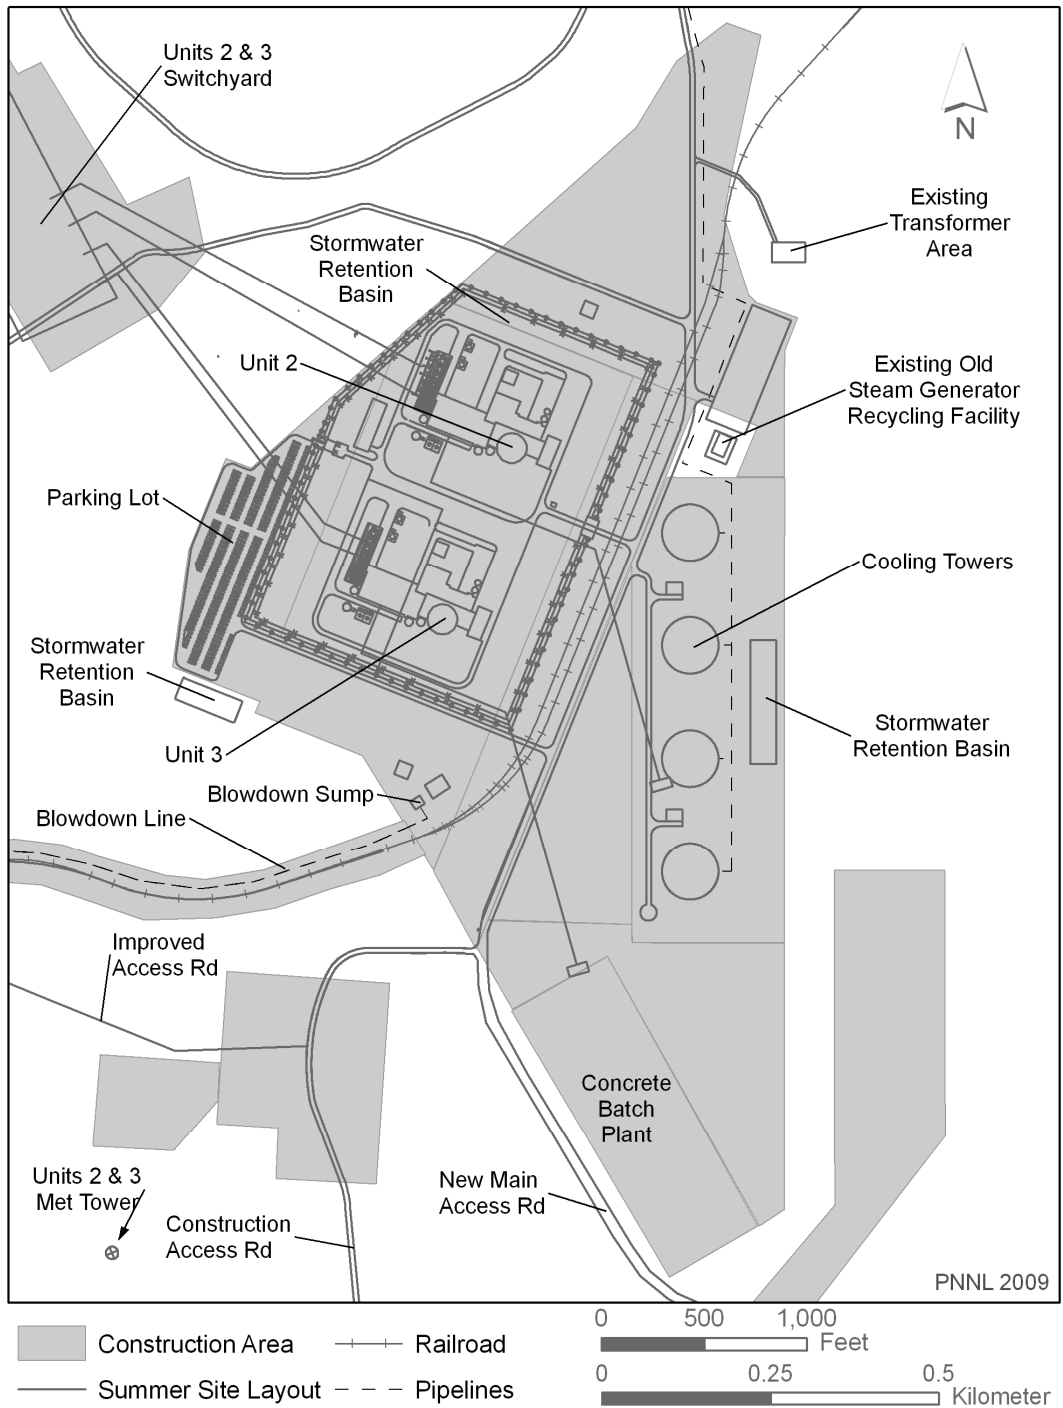 Units 2 & 3
Switchyard
N
Existing
Transformer
Area
Stormwater
Retention
Basin
Unit 2
Existing Old
Steam Generator
Recycling Facility
Parking Lot
Cooling Towers
Stormwater
Retention
Basin
Stormwater
Retention Basin
Unit 3
Blowdown Sump
Blowdown Line
Improved
Access Rd
Concrete
Batch
Plant
Units 2 & 3
Met Tower
New Main
Access Rd
Construction
Access Rd
PNNL 2009
Construction Area
Railroad
Summer Site Layout
Pipelines
0 500 1,000
Feet
0 0.25 0.5
Kilometer